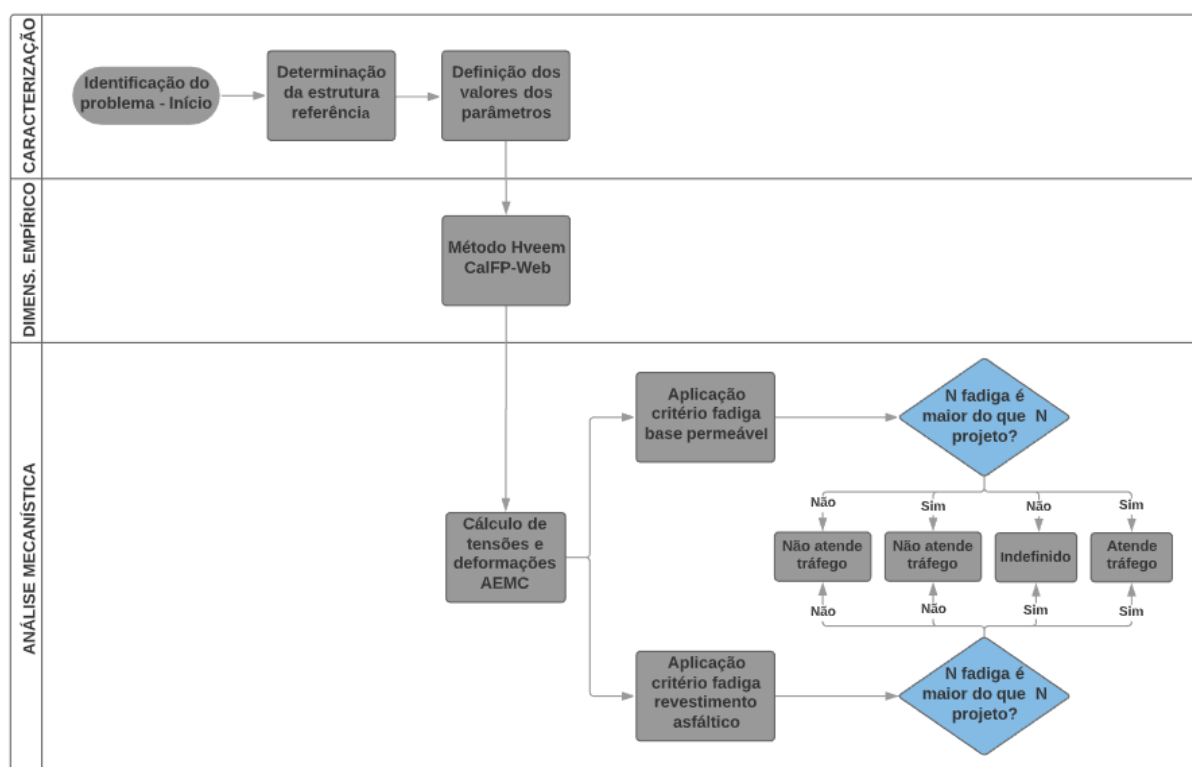 CARACTERIZAÇÃO
Identificação do
problema - Início
Determinação
da estrutura
referência
Definição dos
valores dos
parâmetros
DIMENS. EMPÍRICO
Método Hveem
CalFP-Web
ANÁLISE MECANÍSTICA
Cálculo de
tensões e
deformações
AEMC
Aplicação
critério fadiga
base permeável
N fadiga é
maior do que N
projeto?
Não
Sim
Não
Sim
Não atende
tráfego
Não atende
tráfego
Indefinido
Atende
tráfego
Não
Não
Sim
Sim
Aplicação
critério fadiga
revestimento
asfáltico
N fadiga é
maior do que N
projeto?